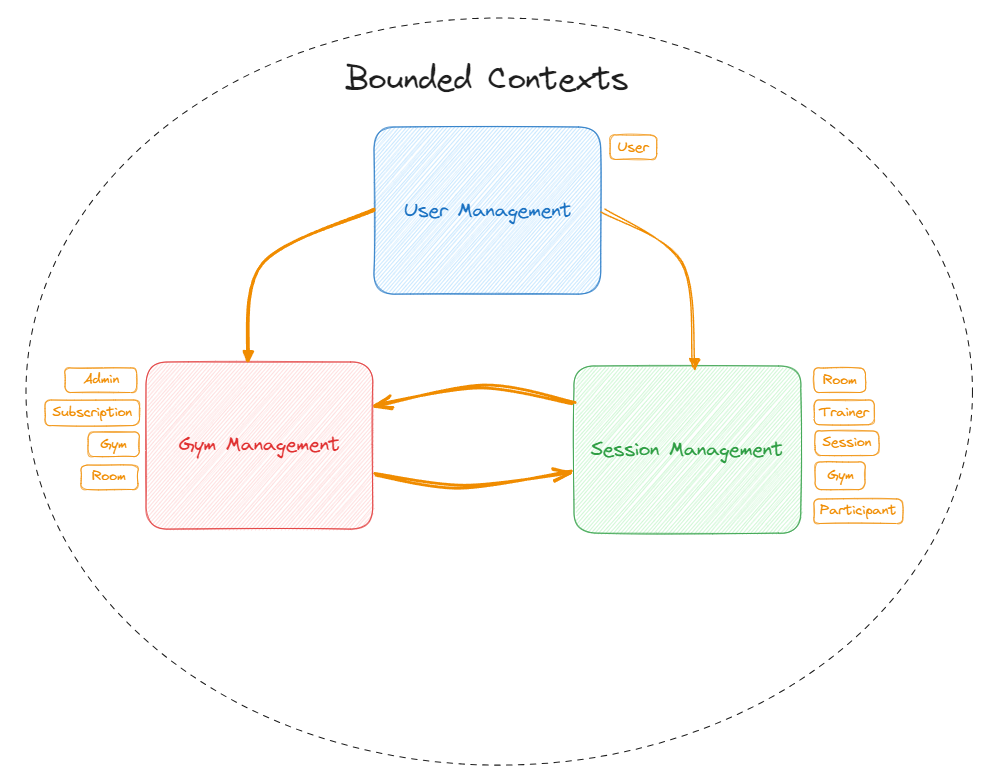 Bounded Contexts
User
User Management
Admin
Subscription
Gym
Room
Gym Management
Session Management
Room
Trainer
Session
Gym
Participant